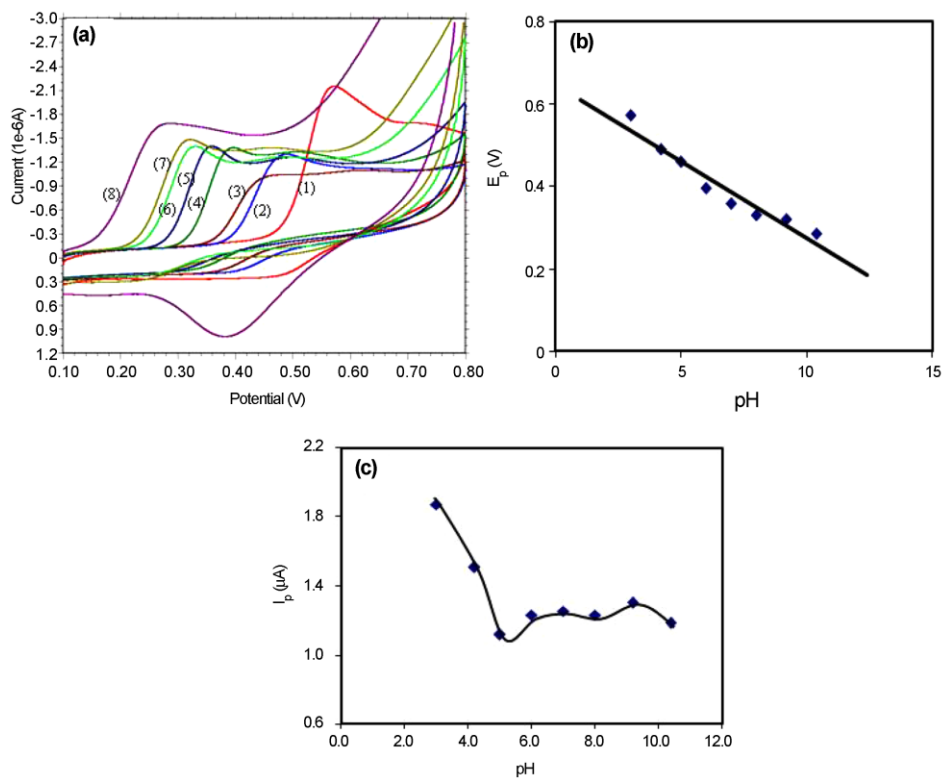 (a)
-3.0
-2.7
-2.4
-2.1
-1.8
-1.5
-1.2
-0.9
-0.6
-0.3
0
0.3
0.6
0.9
1.2
Current (1e-6A)
(8)
(7)
(6)
(5)
(4)
(3)
(2)
(1)
0.10 0.20 0.30 0.40 0.50 0.60 0.70 0.80
Potential (V)
(b)
0.8
0.6
0.4
0.2
0
Ep (V)
0 5 10 15
pH
(c)
2.2
1.8
1.4
1.0
0.6
Ip (μA)
0.0 2.0 4.0 6.0 8.0 10.0 12.0
pH